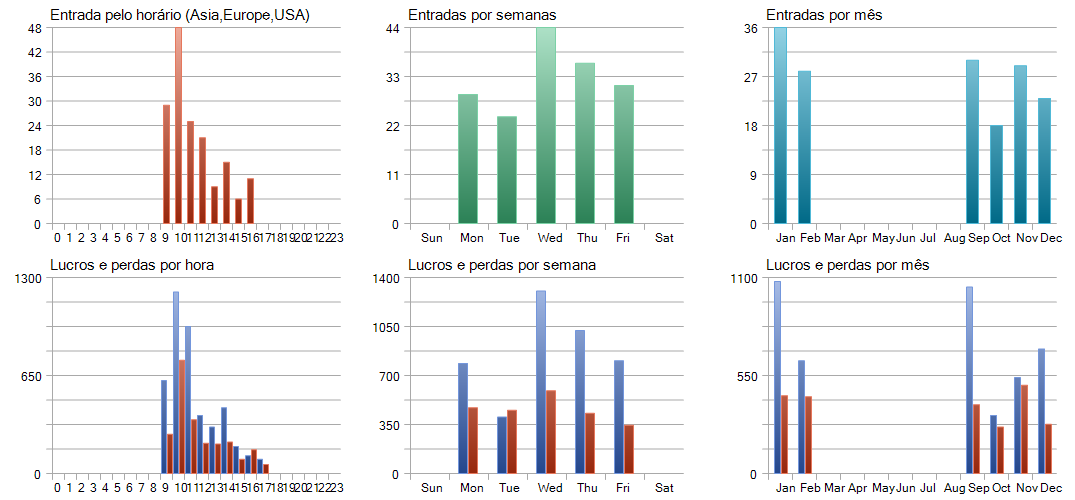 Entrada pelo horário (Asia,Europe,USA)
48
42
36
30
24
18
12
6
0
0 1 2 3 4 5 6 7 8 9 10 11 12 13 14 15 16 17 18 19 20 21 22 23
Entradas por semanas
44
33
22
11
0
Sun Mon Tue Wed Thu Fri Sat
Entradas por mês
36
27
18
9
0
Jan Feb Mar Apr May Jun Jul Aug Sep Oct Nov Dec
Lucros e perdas por hora
1300
650
0
0 1 2 3 4 5 6 7 8 9 10 11 12 13 14 15 16 17 18 19 20 21 22 23
Lucros e perdas por semana
1400
1050
700
350
0
Sun Mon Tue Wed Thu Fri Sat
Lucros e perdas por mês
1100
550
0
Jan Feb Mar Apr May Jun Jul Aug Sep Oct Nov Dec